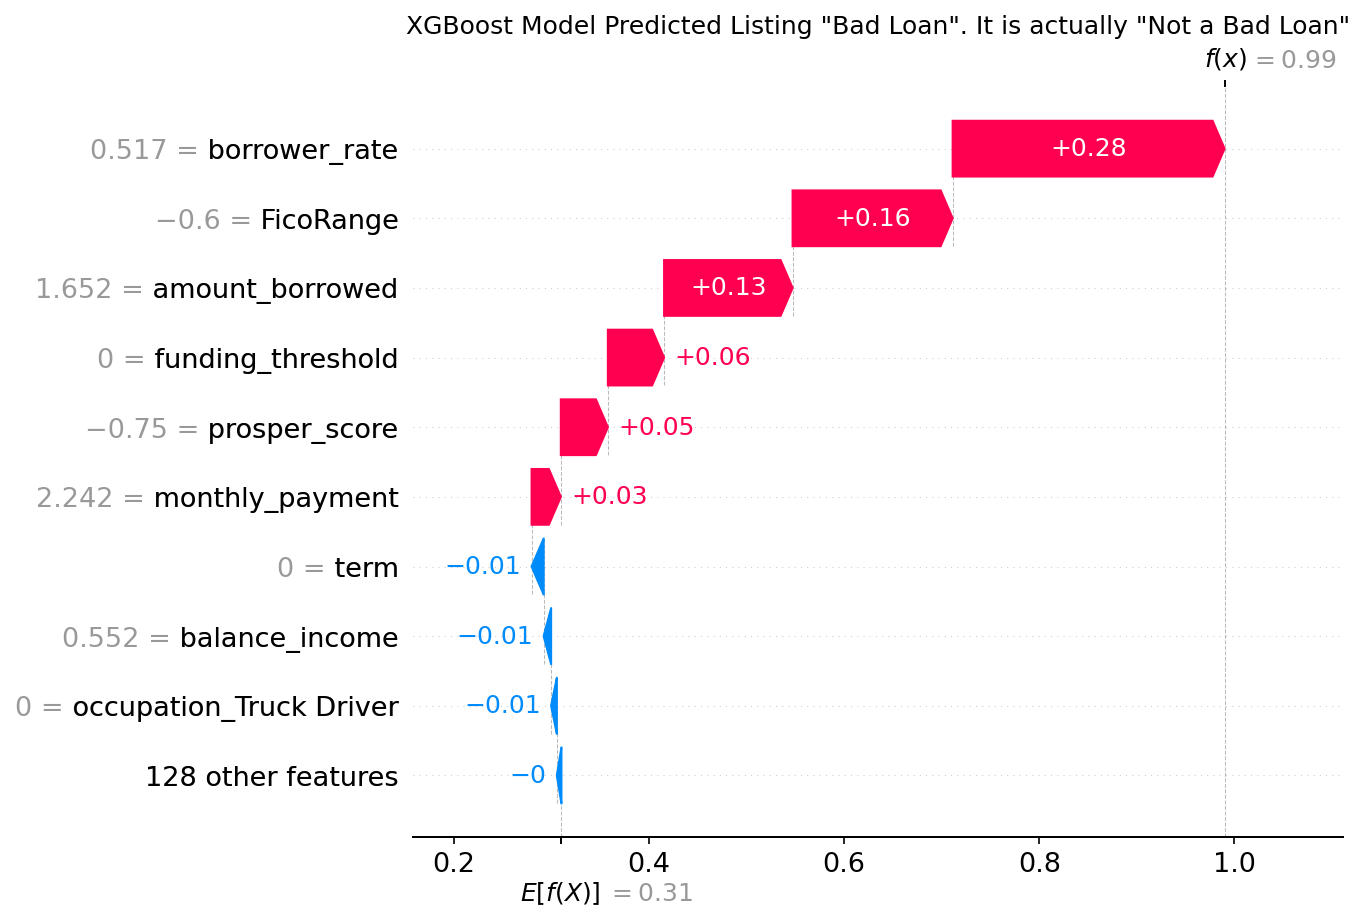 XGBoost Model Predicted Listing "Bad Loan". It is actually "Not a Bad Loan"
f(x) = 0.99
0.517 = borrower_rate +0.28
−0.6 = FicoRange +0.16
1.652 = amount_borrowed +0.13
0 = funding_threshold +0.06
−0.75 = prosper_score +0.05
2.242 = monthly_payment +0.03
0 = term −0.01
0.552 = balance_income −0.01
0 = occupation_Truck Driver −0.01
128 other features −0
0.2 0.4 0.6 0.8 1.0
E[f(X)] = 0.31